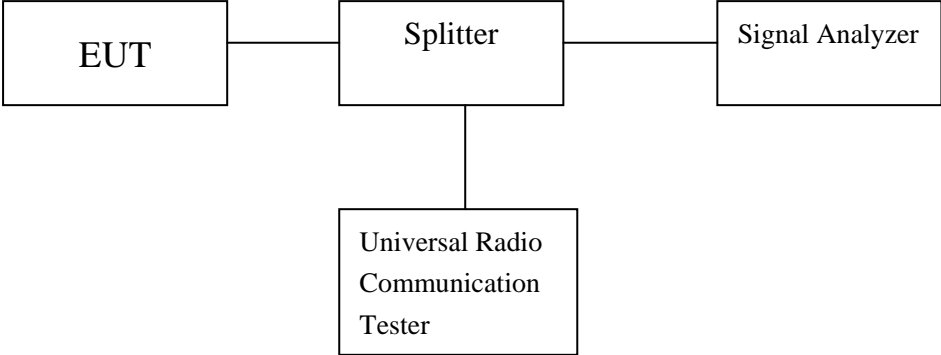 EUT
Splitter
Signal Analyzer
Universal Radio
Communication
Tester